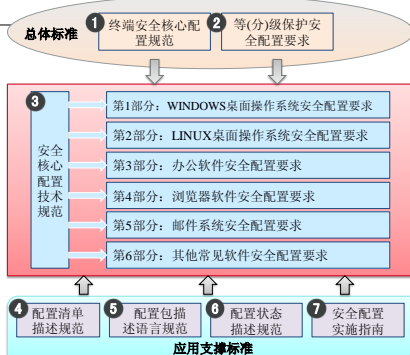 总体标准
1 终端安全核心配
置规范
2 等(分)级保护安
全配置要求
3
安全
核心
配置
技术
规范
第1部分：WINDOWS桌面操作系统安全配置要求
第2部分：LINUX桌面操作系统安全配置要求
第3部分：办公软件安全配置要求
第4部分：浏览器软件安全配置要求
第5部分：邮件系统安全配置要求
第6部分：其他常见软件安全配置要求
4 配置清单
描述规范
5 配置包描
述语言规范
6 配置状态
描述规范
7 安全配置
实施指南
应用支撑标准